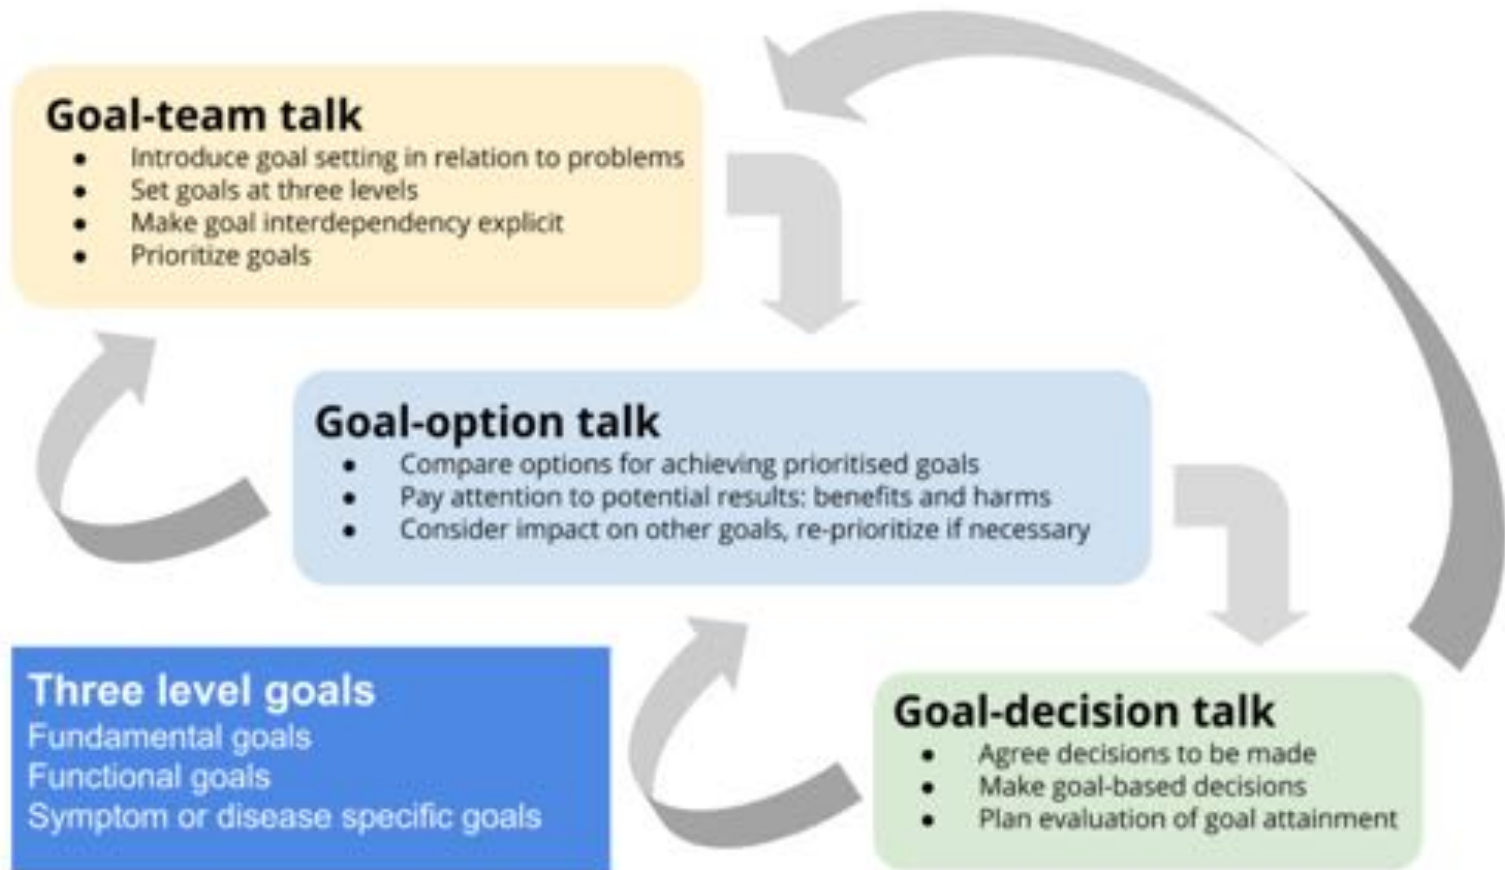 Goal-team talk
● Introduce goal setting in relation to problems
● Set goals at three levels
● Make goal interdependency explicit
● Prioritize goals
Goal-option talk
● Compare options for achieving prioritised goals
● Pay attention to potential results: benefits and harms
● Consider impact on other goals, re-prioritize if necessary
Three level goals
Fundamental goals
Functional goals
Symptom or disease specific goals
Goal-decision talk
● Agree decisions to be made
● Make goal-based decisions
● Plan evaluation of goal attainment